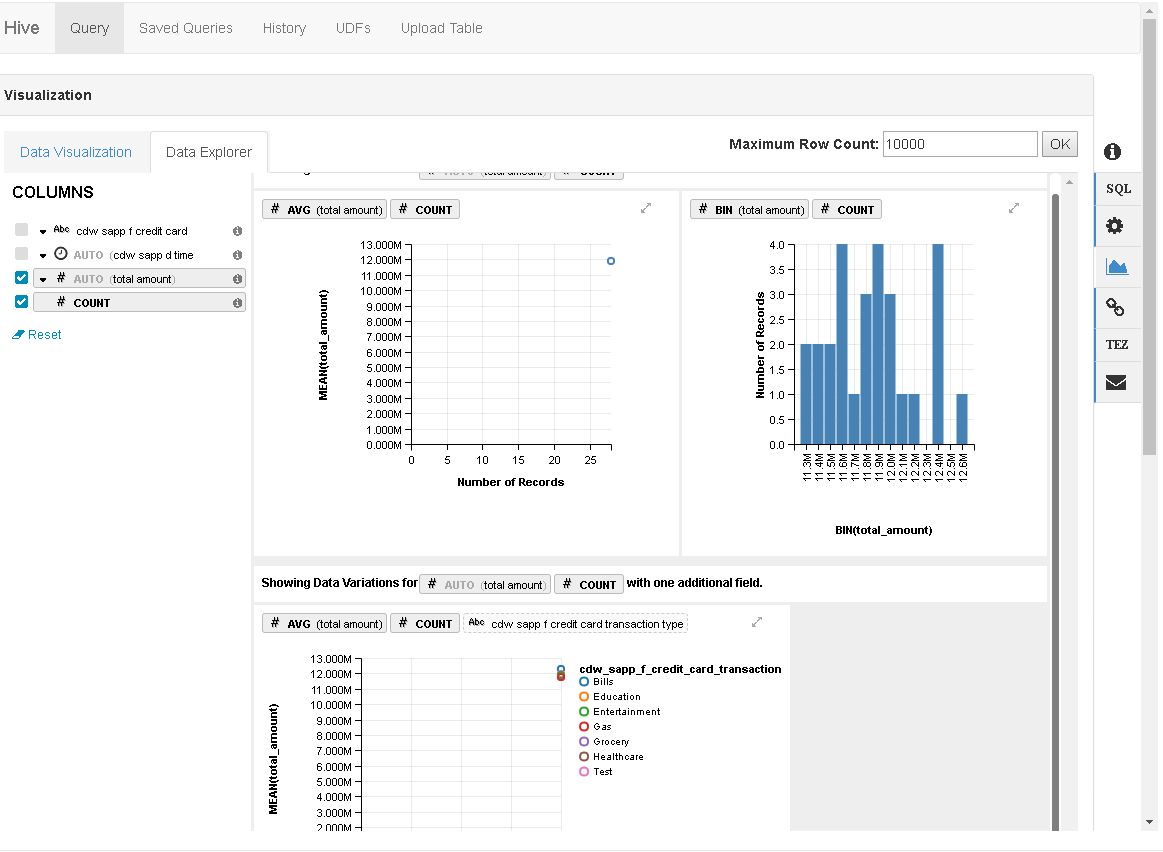 Hive Query Saved Queries History UDFs Upload Table
Visualization
Data Visualization Data Explorer Maximum Row Count: 10000 OK
COLUMNS
Abc cdw sapp f credit card
AUTO (cdw sapp d time
# AUTO (total amount)
# COUNT
Reset
# AUTO (total amount) # COUNT
# AVG (total amount) # COUNT
13.000M
12.000M
11.000M
10.000M
9.000M
8.000M
7.000M
6.000M
5.000M
4.000M
3.000M
2.000M
1.000M
0.000M
MEAN(total_amount)
0 5 10 15 20 25
Number of Records
# BIN (total amount) # COUNT
4.0
3.5
3.0
2.5
2.0
1.5
1.0
0.5
0.0
Number of Records
11.3M 11.4M 11.5M 11.6M 11.7M 11.8M 11.9M 12.0M 12.1M 12.2M 12.3M 12.4M 12.5M 12.6M
BIN(total_amount)
Showing Data Variations for # AUTO (total amount) # COUNT with one additional field.
# AVG (total amount) # COUNT Abc cdw sapp f credit card transaction type
13.000M
12.000M
11.000M
10.000M
9.000M
8.000M
7.000M
6.000M
5.000M
4.000M
3.000M
2.000M
MEAN(total_amount)
cdw_sapp_f_credit_card_transaction
Bills
Education
Entertainment
Gas
Grocery
Healthcare
Test
SQL
TEZ